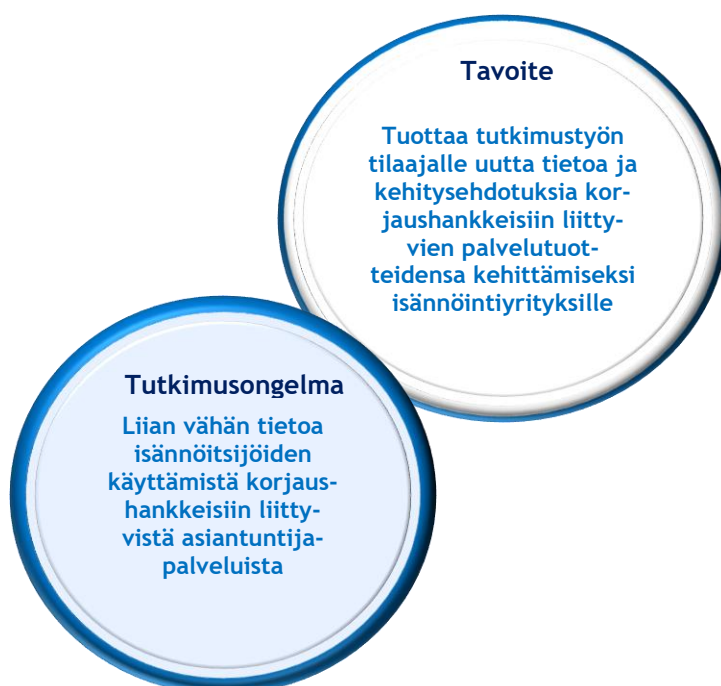 Tavoite
Tuottaa tutkimustyön
tilaajalle uutta tietoa ja
kehitysehdotuksia kor-
jaushankkeisiin liitty-
vien palvelutuot-
teidensa kehittämiseksi
isännöintiyrityksille
Tutkimusongelma
Liian vähän tietoa
isännöitsijöiden
käyttämistä korjaus-
hankkeisiin liitty-
vistä asiantuntija-
palveluista